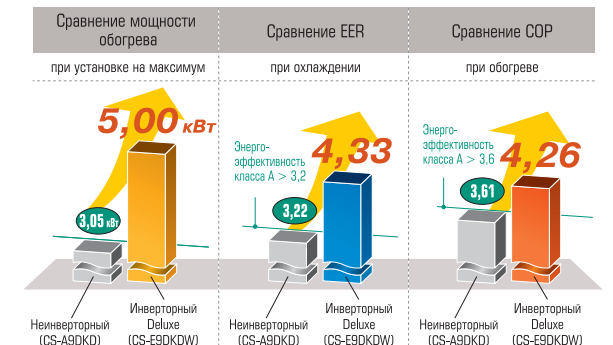 Сравнение мощности
обогрева
при установке на максимум
5,00 кВт
3,05 кВт
Неинверторный
(CS-A9DKD)
Инверторный
Deluxe
(CS-E9DKDW)
Сравнение EER
при охлаждении
Энерго-
эффективность
класса А > 3,2
4,33
3,22
Неинверторный
(CS-A9DKD)
Инверторный
Deluxe
(CS-E9DKDW)
Сравнение COP
при обогреве
Энерго-
эффективность
класса А > 3,6
4,26
3,61
Неинверторный
(CS-A9DKD)
Инверторный
Deluxe
(CS-E9DKDW)